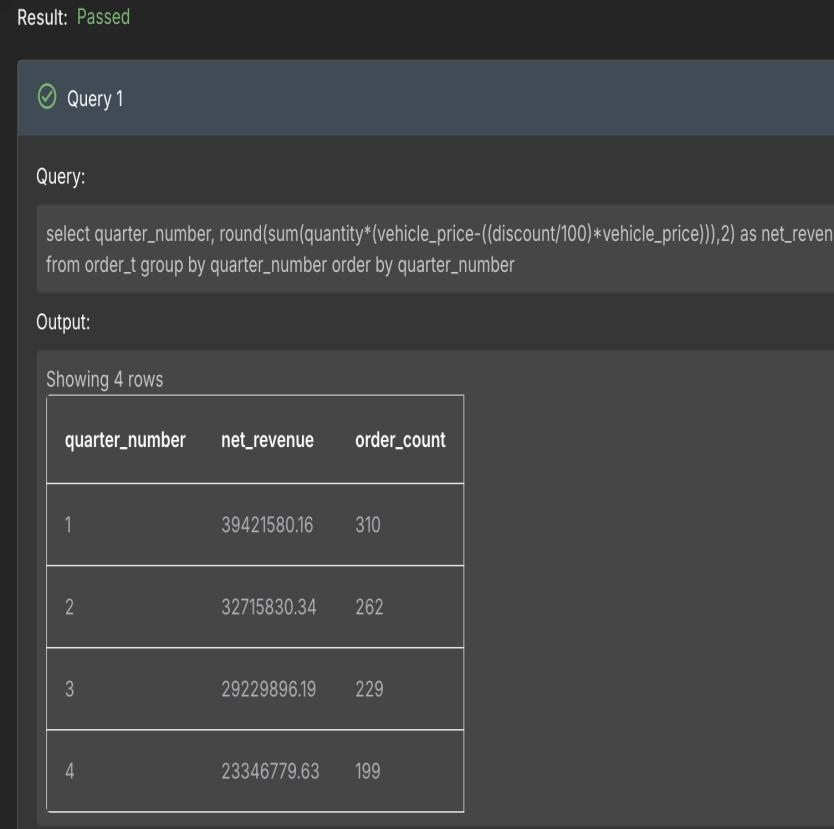 Result: Passed
Query 1
Query:
select quarter_number, round(sum(quantity*(vehicle_price-((discount/100)*vehicle_price))),2) as net_reven
from order_t group by quarter_number order by quarter_number
Output:
Showing 4 rows
quarter_number net_revenue order_count
1 39421580.16 310
2 32715830.34 262
3 29229896.19 229
4 23346779.63 199